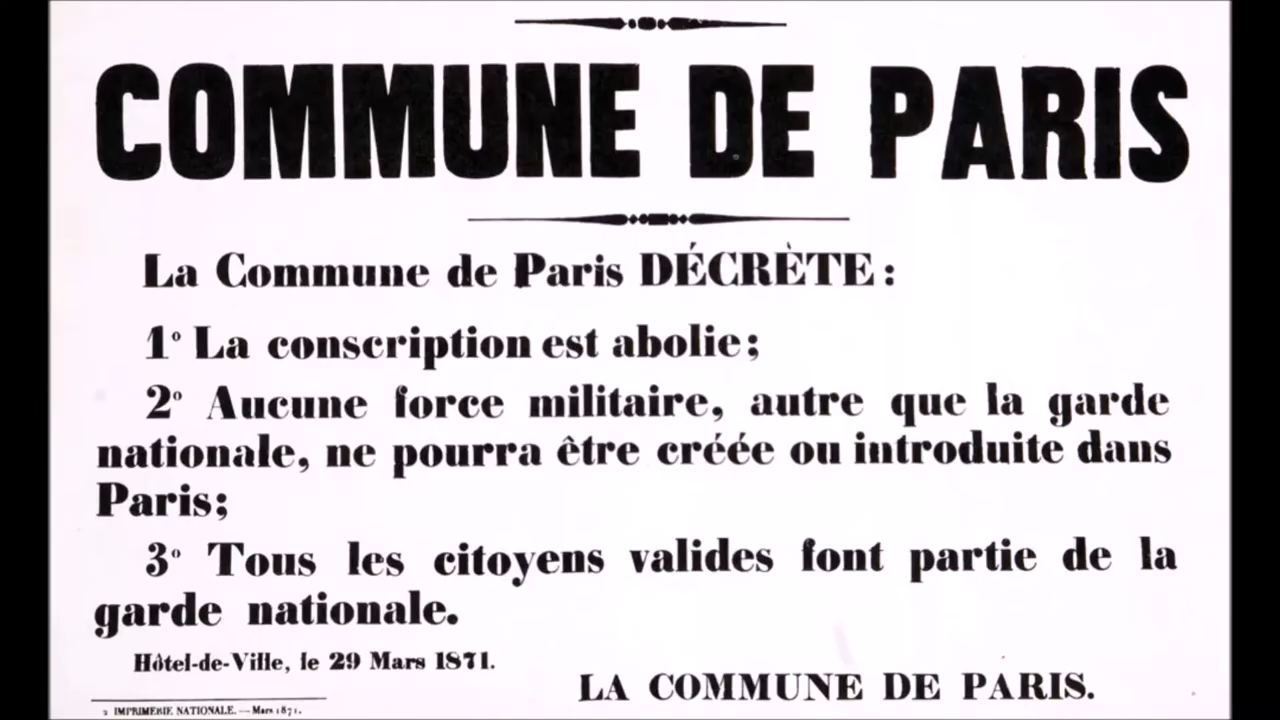 COMMUNE DE PARIS
La Commune de Paris DÉCRÈTE :
1° La conscription est abolie ;
2° Aucune force militaire, autre que la garde
nationale, ne pourra être créée ou introduite dans
Paris ;
3° Tous les citoyens valides font partie de la
garde nationale.
Hôtel-de-Ville, le 29 Mars 1871.
LA COMMUNE DE PARIS.
2 IMPRIMERIE NATIONALE. — Mars 1871.